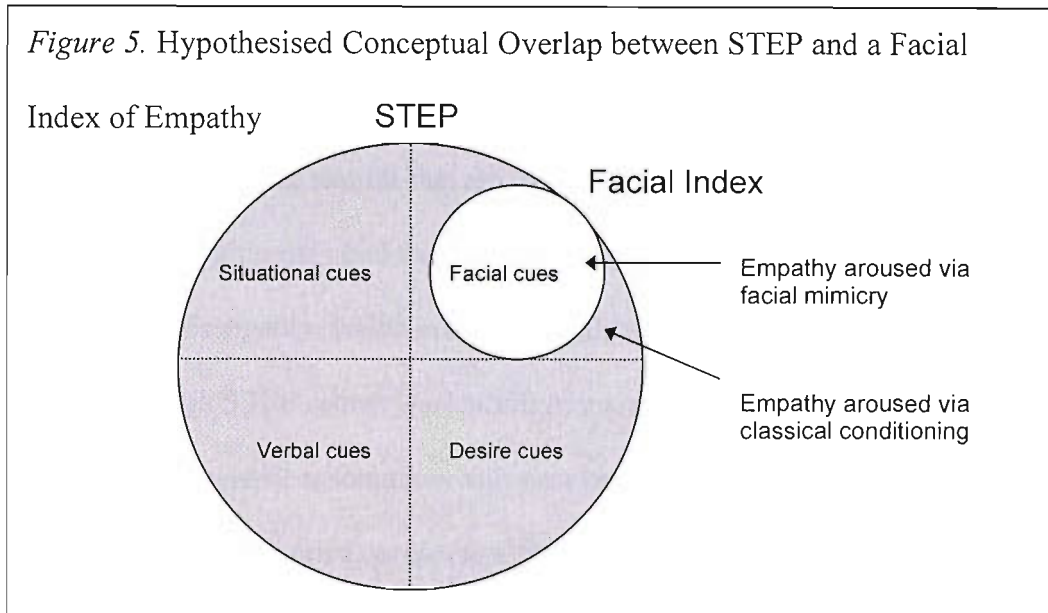 Figure 5. Hypothesised Conceptual Overlap between STEP and a Facial
Index of Empathy
STEP
Facial Index
Situational cues
Facial cues
Empathy aroused via
facial mimicry
Verbal cues
Desire cues
Empathy aroused via
classical conditioning